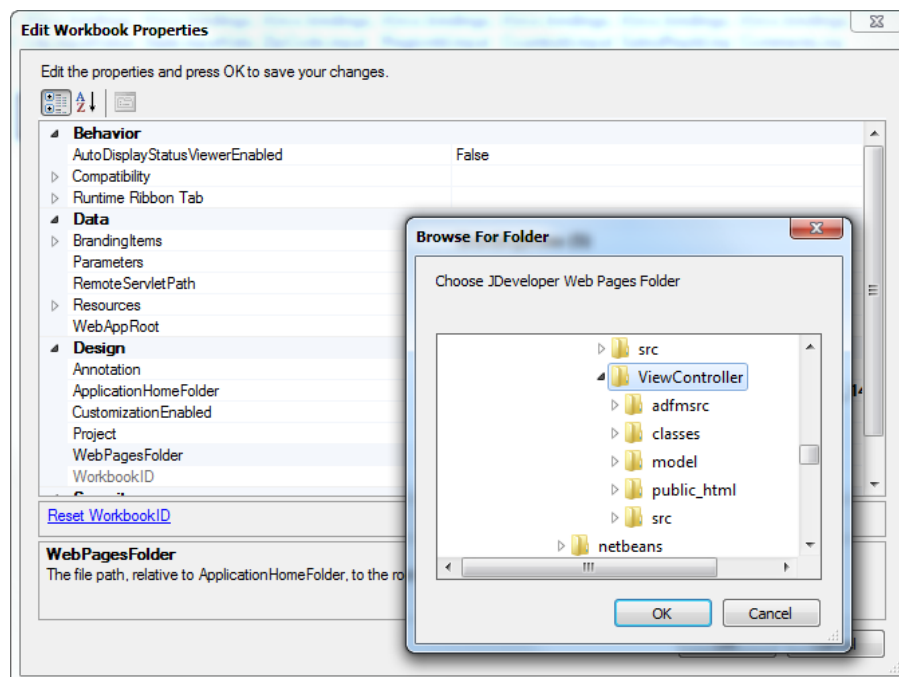 Edit Workbook Properties
Edit the properties and press OK to save your changes.
Behavior
AutoDisplayStatusViewerEnabled False
Compatibility
Runtime Ribbon Tab
Data
BrandingItems
Parameters
RemoteServletPath
Resources
WebAppRoot
Design
Annotation
ApplicationHomeFolder
CustomizationEnabled
Project
WebPagesFolder
WorkbookID
Reset WorkbookID
WebPagesFolder
The file path, relative to ApplicationHomeFolder, to the ro
Browse For Folder
Choose JDeveloper Web Pages Folder
src
ViewController
adfmsrc
classes
model
public_html
src
netbeans
OK Cancel